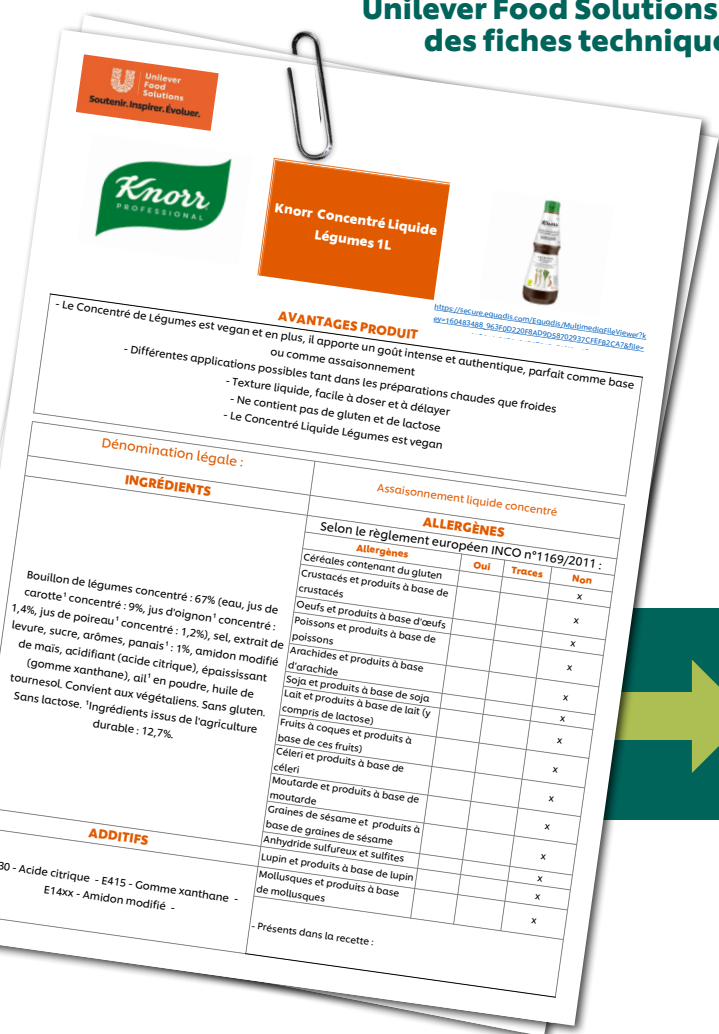 Unilever Food Solutions
des fiches technique
Unilever
Food
Solutions
Soutenir. Inspirer. Évoluer.
Knorr
PROFESSIONAL
Knorr Concentré Liquide
Légumes 1L
https://secure.equadis.com/Equadis/MultimediaFileViewer?k
ey=160483488_963F0D220F8AD9D58702937CFEFB2CA7&file=
AVANTAGES PRODUIT
- Le Concentré de Légumes est vegan et en plus, il apporte un goût intense et authentique, parfait comme base
ou comme assaisonnement
- Différentes applications possibles tant dans les préparations chaudes que froides
- Texture liquide, facile à doser et à délayer
- Ne contient pas de gluten et de lactose
- Le Concentré Liquide Légumes est vegan
Dénomination légale :
Assaisonnement liquide concentré
INGRÉDIENTS
Bouillon de légumes concentré : 67% (eau, jus de
carotte¹ concentré : 9%, jus d'oignon¹ concentré :
1,4%, jus de poireau¹ concentré : 1,2%), sel, extrait de
levure, sucre, arômes, panais¹ : 1%, amidon modifié
de maïs, acidifiant (acide citrique), épaississant
(gomme xanthane), ail¹ en poudre, huile de
tournesol. Convient aux végétaliens. Sans gluten.
Sans lactose. ¹Ingrédients issus de l'agriculture
durable : 12,7%.
ALLERGÈNES
Selon le règlement européen INCO n°1169/2011 :
Allergènes Oui Traces Non
Céréales contenant du gluten x
Crustacés et produits à base de
crustacés x
Oeufs et produits à base d'œufs x
Poissons et produits à base de
poissons x
Arachides et produits à base
d'arachide x
Soja et produits à base de soja x
Lait et produits à base de lait (y
compris de lactose) x
Fruits à coques et produits à
base de ces fruits) x
Céleri et produits à base de
céleri x
Moutarde et produits à base de
moutarde x
Graines de sésame et produits à
base de graines de sésame x
Anhydride sulfureux et sulfites x
Lupin et produits à base de lupin x
Mollusques et produits à base
de mollusques x
- Présents dans la recette :
ADDITIFS
30 - Acide citrique - E415 - Gomme xanthane -
E14xx - Amidon modifié -